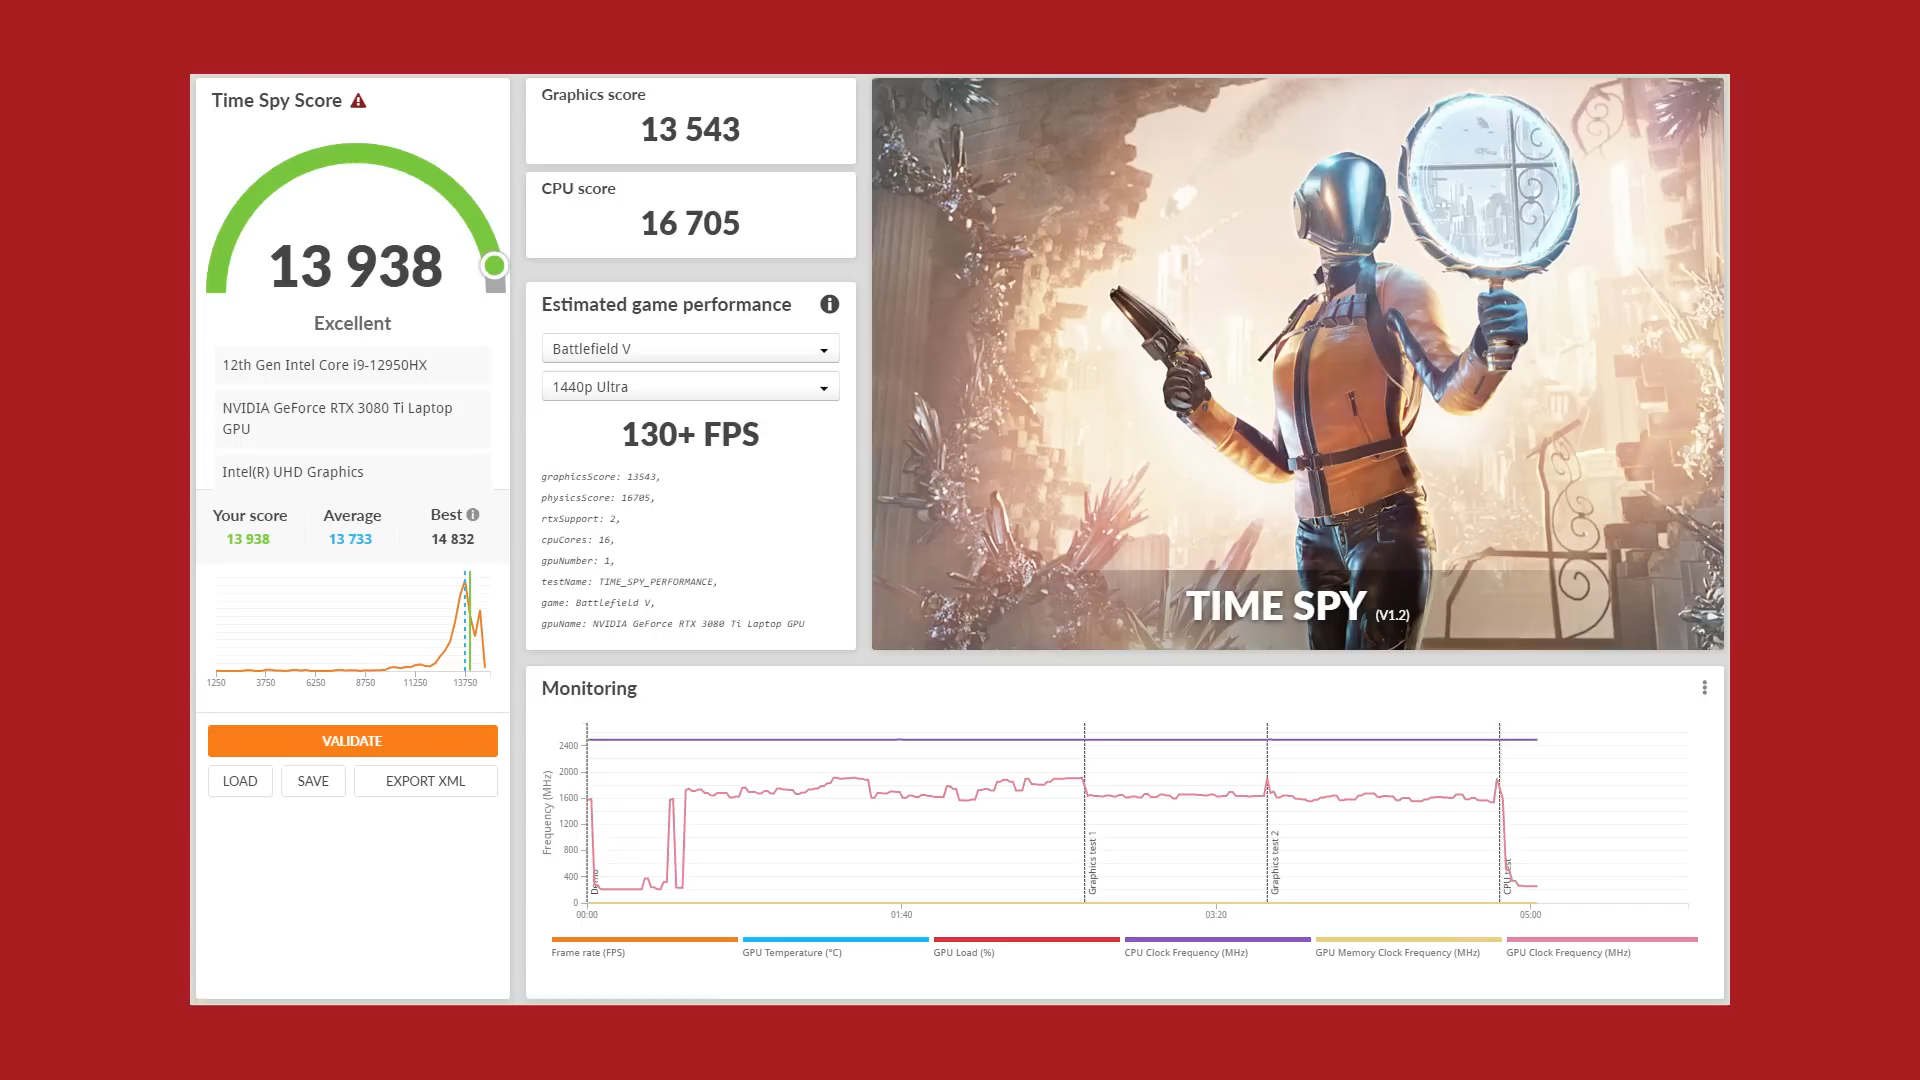 Time Spy Score
13 938
Excellent
12th Gen Intel Core i9-12950HX
NVIDIA GeForce RTX 3080 Ti Laptop
GPU
Intel(R) UHD Graphics
Your score
13 938
Average
13 733
Best
14 832
1250 3750 6250 8750 11250 13750
VALIDATE
LOAD
SAVE
EXPORT XML
Graphics score
13 543
CPU score
16 705
Estimated game performance
Battlefield V
1440p Ultra
130+ FPS
graphicsScore: 13543,
physicsScore: 16705,
rtxSupport: 2,
cpuCores: 16,
gpuNumber: 1,
testName: TIME_SPY_PERFORMANCE,
game: Battlefield V,
gpuName: NVIDIA GeForce RTX 3080 Ti Laptop GPU
TIME SPY (V1.2)
Monitoring
Frequency (MHz)
2400
2000
1600
1200
800
400
0
Demo
Graphics test 1
Graphics test 2
CPU test
00:00 01:40 03:20 05:00
Frame rate (FPS)
GPU Temperature (°C)
GPU Load (%)
CPU Clock Frequency (MHz)
GPU Memory Clock Frequency (MHz)
GPU Clock Frequency (MHz)